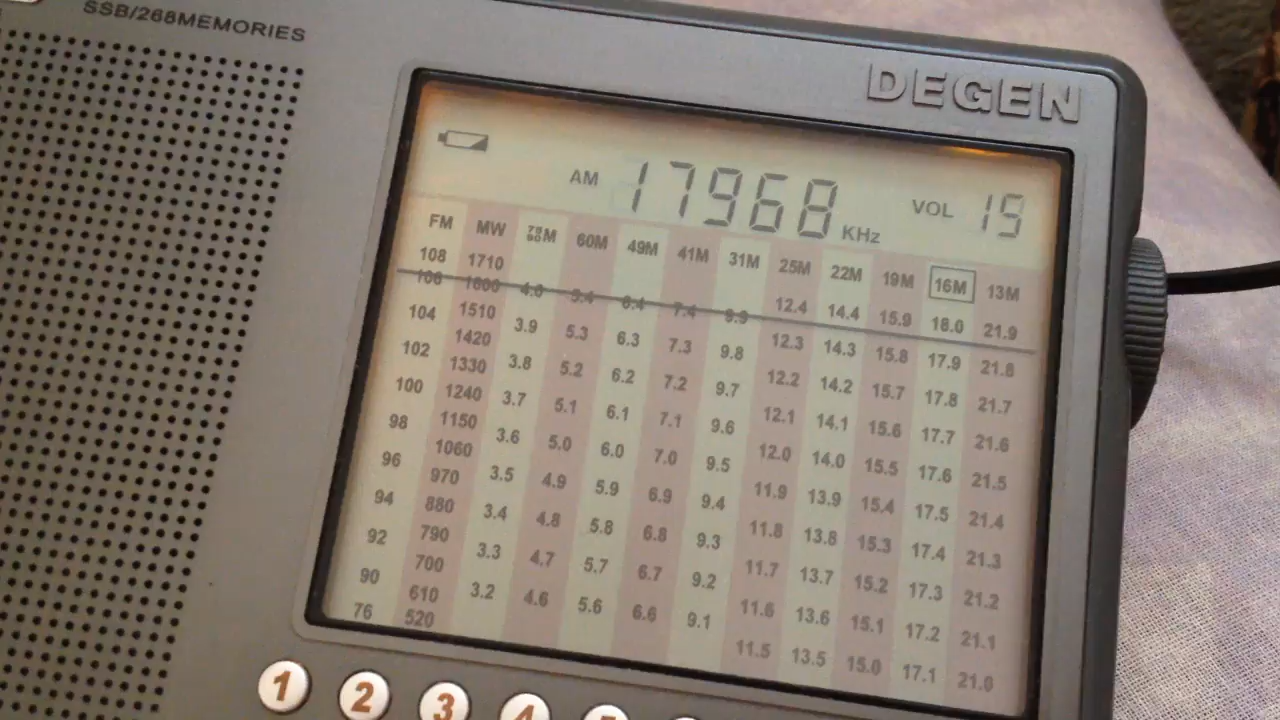 SSB/268MEMORIES
DEGEN
AM 17968 KHz VOL 19
FM MW 60M 49M 41M 31M 25M 22M 19M 16M 13M
108 1710 12.4 14.4 15.9 18.0 21.9
106 1600 4.0 5.4 6.4 7.4 9.9 12.3 14.3 15.8 17.9 21.8
104 1510 3.9 5.3 6.3 7.3 9.8 12.2 14.2 15.7 17.8 21.7
1420
102 1330 3.8 5.2 6.2 7.2 9.7 12.1 14.1 15.6 17.7 21.6
100 1240 3.7 5.1 6.1 7.1 9.6 12.0 14.0 15.5 17.6 21.5
98 1150 3.6 5.0 6.0 7.0 9.5 11.9 13.9 15.4 17.5 21.4
1060
96 970 3.5 4.9 5.9 6.9 9.4 11.8 13.8 15.3 17.4 21.3
94 880 3.4 4.8 5.8 6.8 9.3 11.7 13.7 15.2 17.3 21.2
92 790 3.3 4.7 5.7 6.7 9.2 11.6 13.6 15.1 17.2 21.1
700
90 610 3.2 4.6 5.6 6.6 9.1 11.5 13.5 15.0 17.1 21.0
76 520
1 2 3 4 5